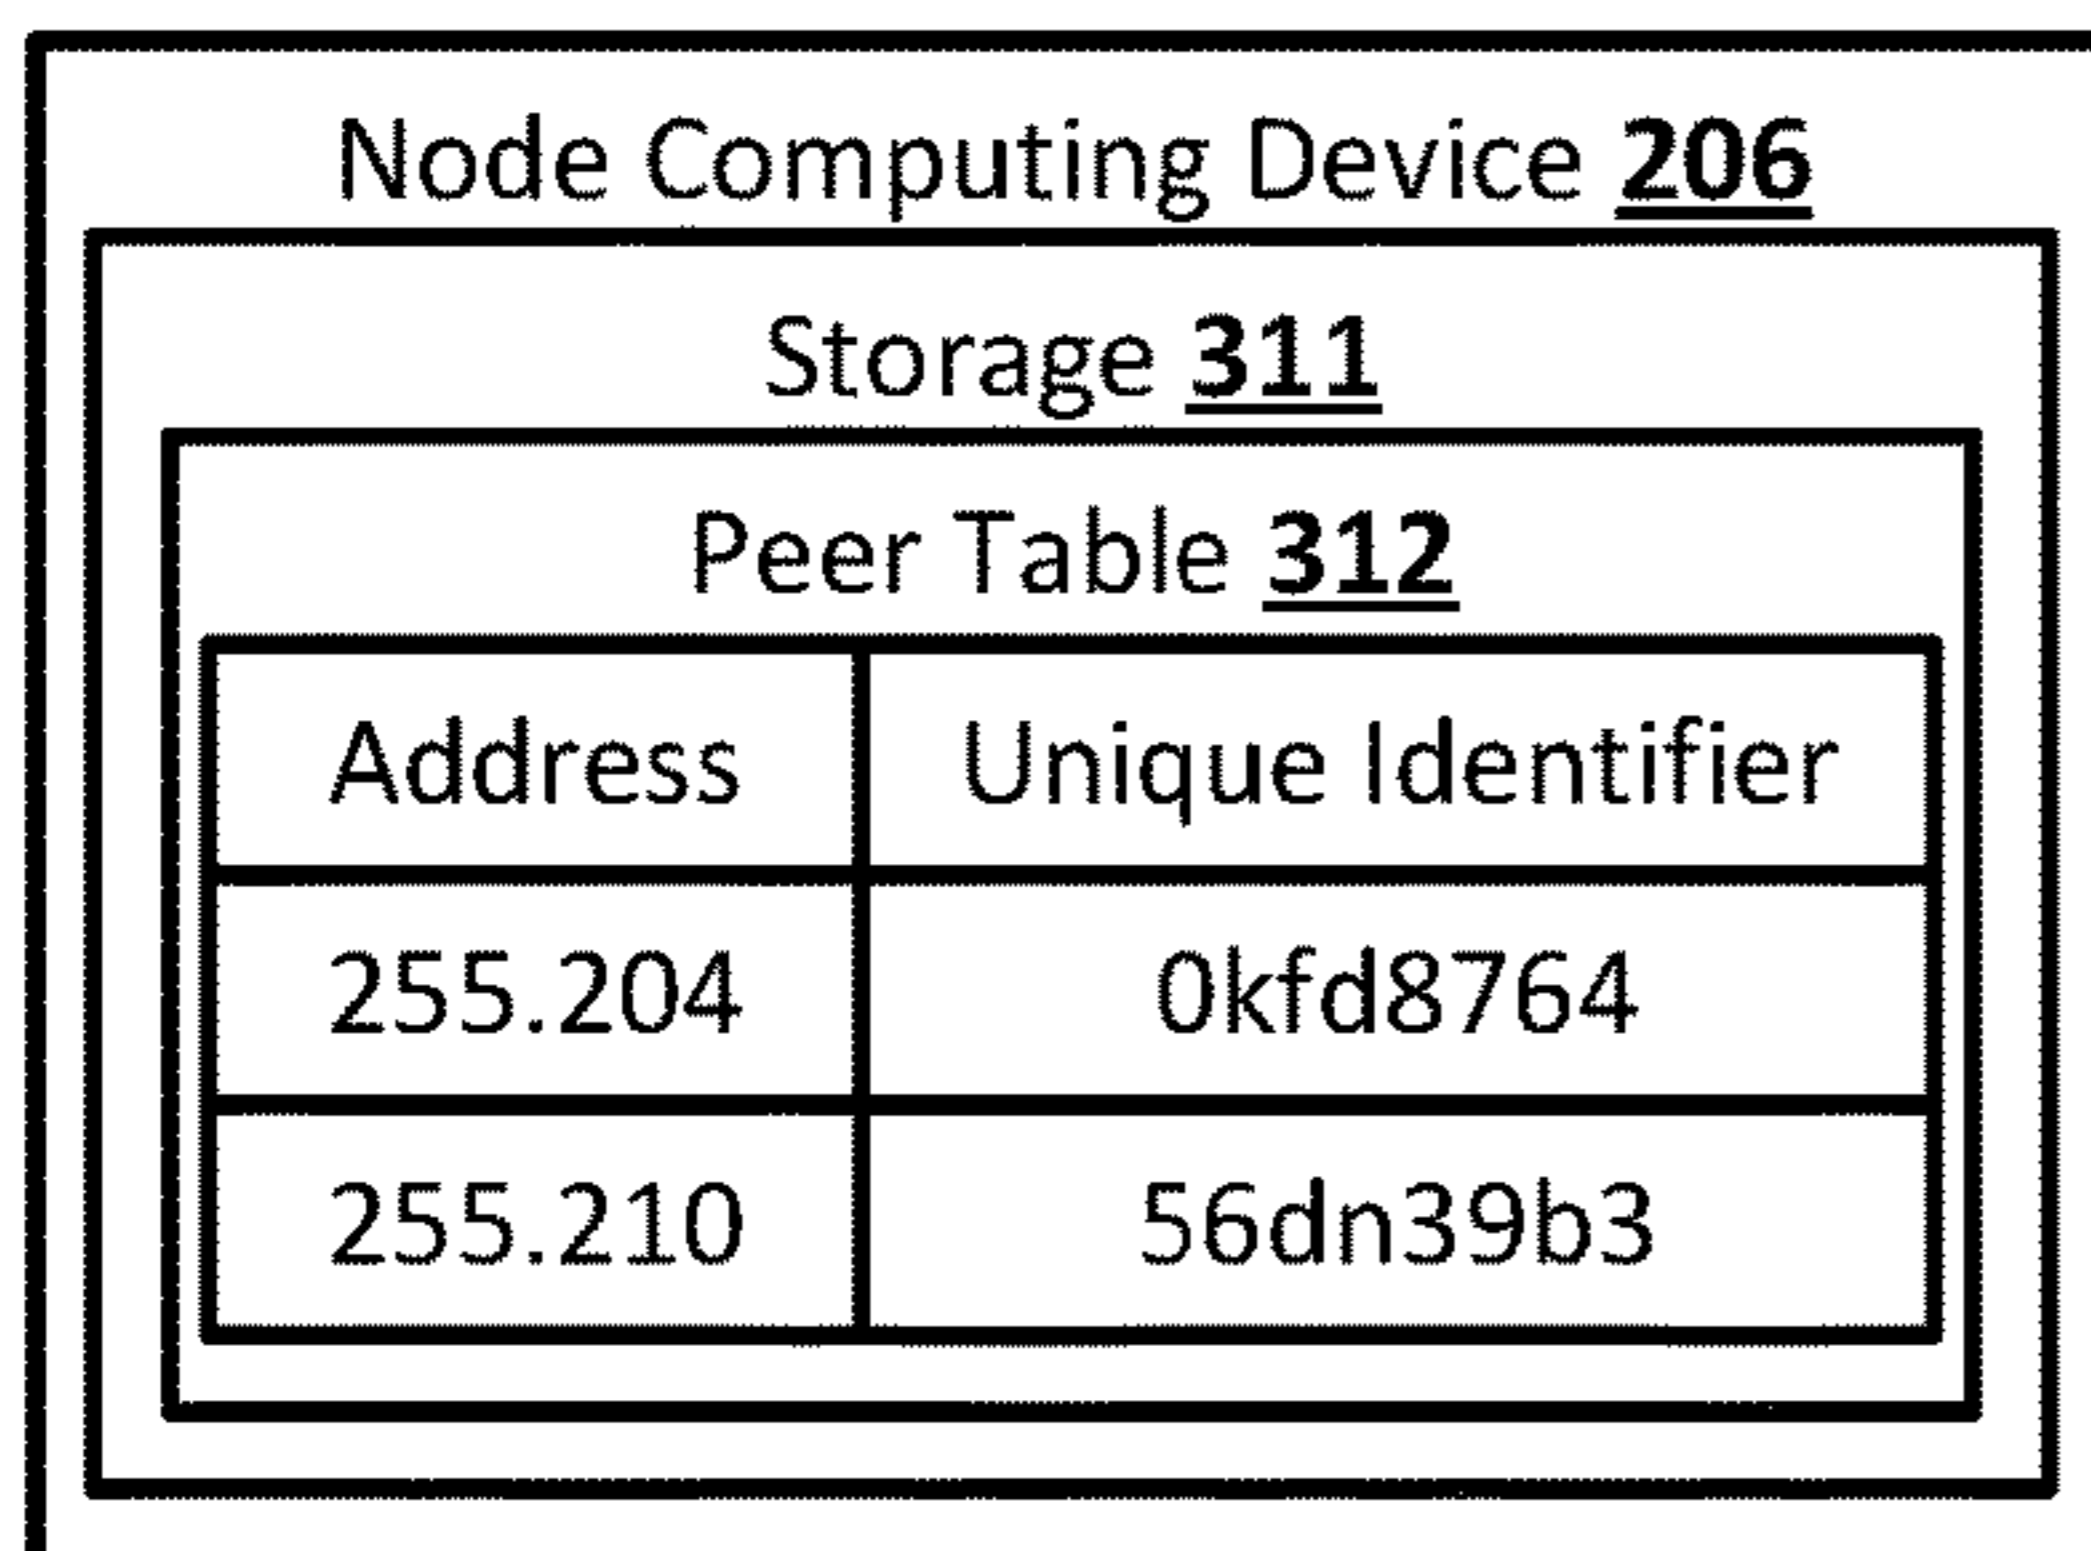 Node Computing Device 206
Storage 311
Peer Table 312
Address Unique Identifier
255.204 0kfd8764
255.210 56dn39b3